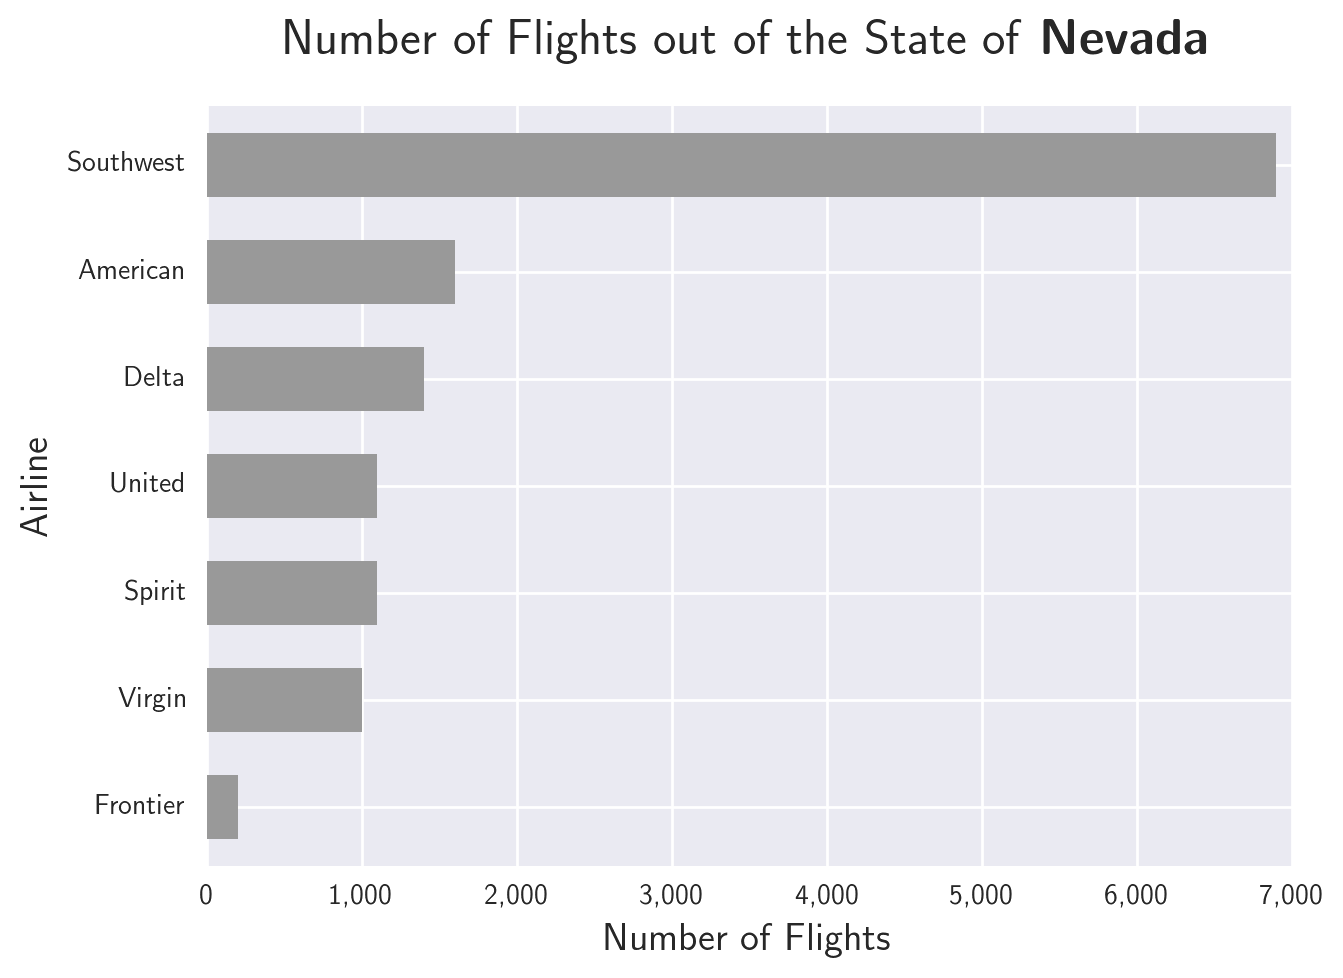 Number of Flights out of the State of Nevada
Southwest
American
Delta
United
Spirit
Virgin
Frontier
Airline
0 1,000 2,000 3,000 4,000 5,000 6,000 7,000
Number of Flights